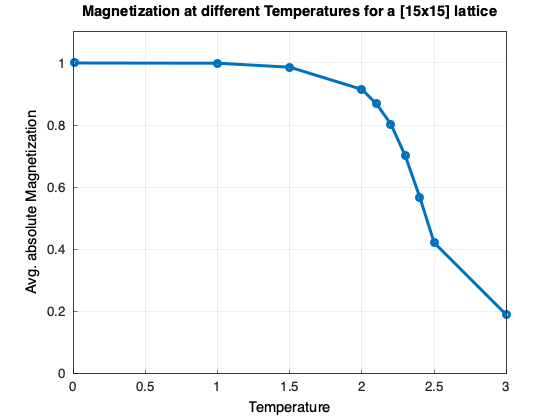 Magnetization at different Temperatures for a [15x15] lattice
1
0.8
0.6
0.4
0.2
0
Avg. absolute Magnetization
0 0.5 1 1.5 2 2.5 3
Temperature